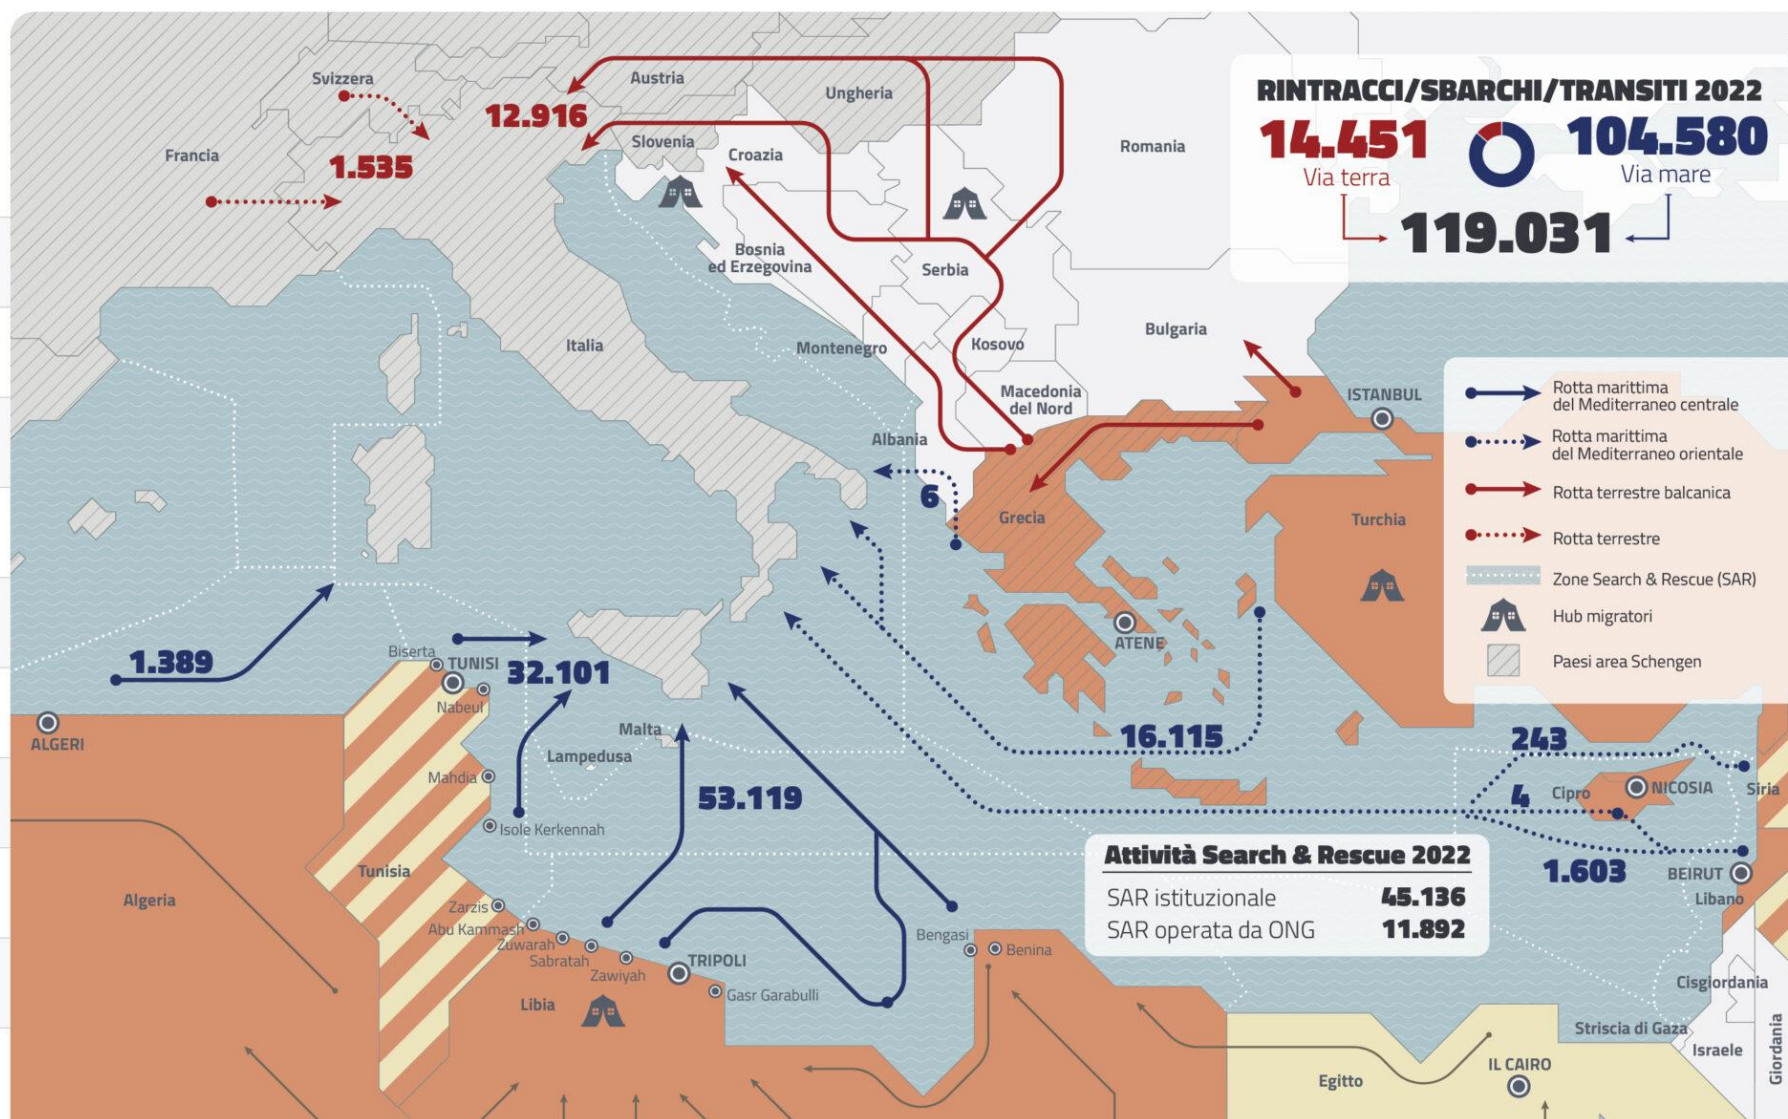 RINTRACCI/SBARCHI/TRANSITI 2022
14.451
104.580
Via terra
Via mare
119.031
Svizzera
Austria
Ungheria
12.916
Slovenia
Croazia
Romania
Francia
1.535
Bosnia
ed Erzegovina
Serbia
Italia
Montenegro
Kosovo
Bulgaria
Macedonia
del Nord
ISTANBUL
Albania
6
Grecia
Turchia
ATENE
Rotta marittima
del Mediterraneo centrale
Rotta marittima
del Mediterraneo orientale
Rotta terrestre balcanica
Rotta terrestre
Zone Search & Rescue (SAR)
Hub migratori
Paesi area Schengen
1.389
Biserta
TUNISI
32.101
Nabeul
ALGERI
Malta
Lampedusa
16.115
243
Mahdia
53.119
4
Cipro
NICOSIA
Siria
Isole Kerkennah
Tunisia
1.603
BEIRUT
Libano
Attività Search & Rescue 2022
SAR istituzionale 45.136
SAR operata da ONG 11.892
Algeria
Zarzis
Abu Kammash
Zuwarah
Sabratah
Zawiyah
TRIPOLI
Gasr Garabulli
Bengasi
Benina
Libia
Cisgiordania
Striscia di Gaza
Israele
Giordania
IL CAIRO
Egitto